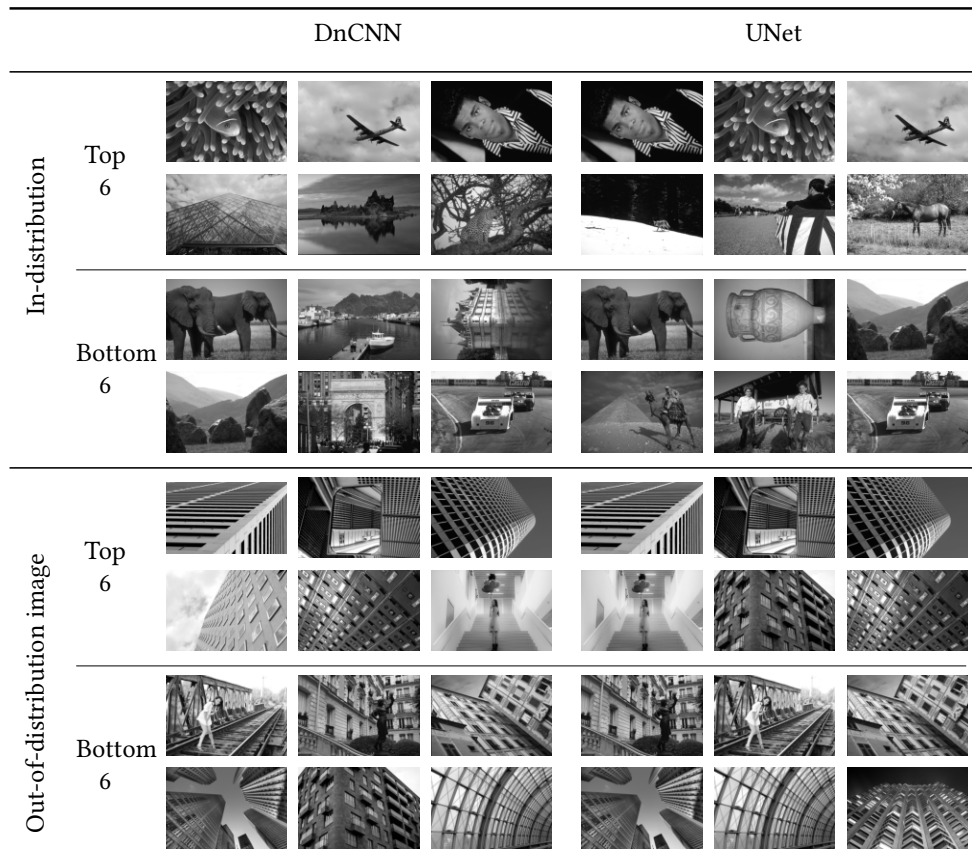 DnCNN
UNet
In-distribution
Top
6
Bottom
6
Out-of-distribution image
Top
6
Bottom
6